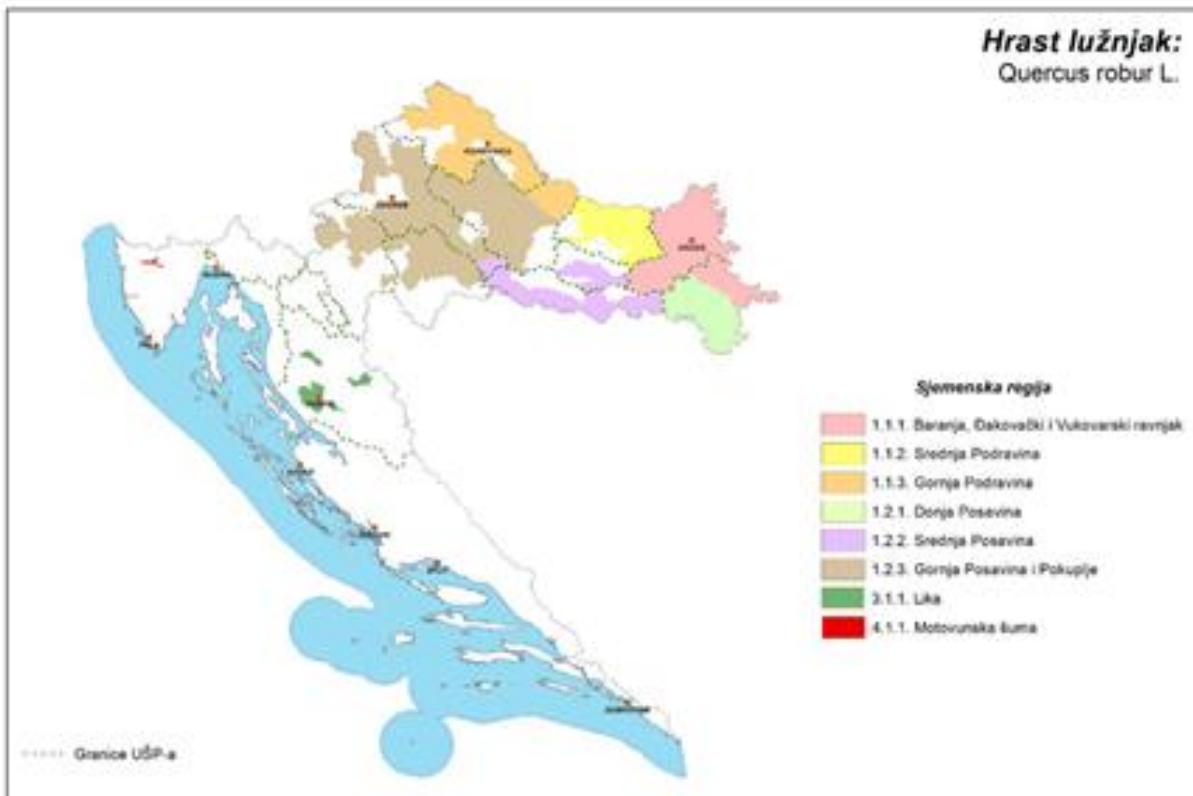 Hrast lužnjak:
Quercus robur L.
Sjemenska regija
1.1.1. Baranja, Đakovački i Vukovarski ravnjak
1.1.2. Srednja Podravina
1.1.3. Gornja Podravina
1.2.1. Donja Posavina
1.2.2. Srednja Posavina
1.2.3. Gornja Posavina i Pokuplje
3.1.1. Lika
4.1.1. Motovunska šuma
Granice UŠP-a